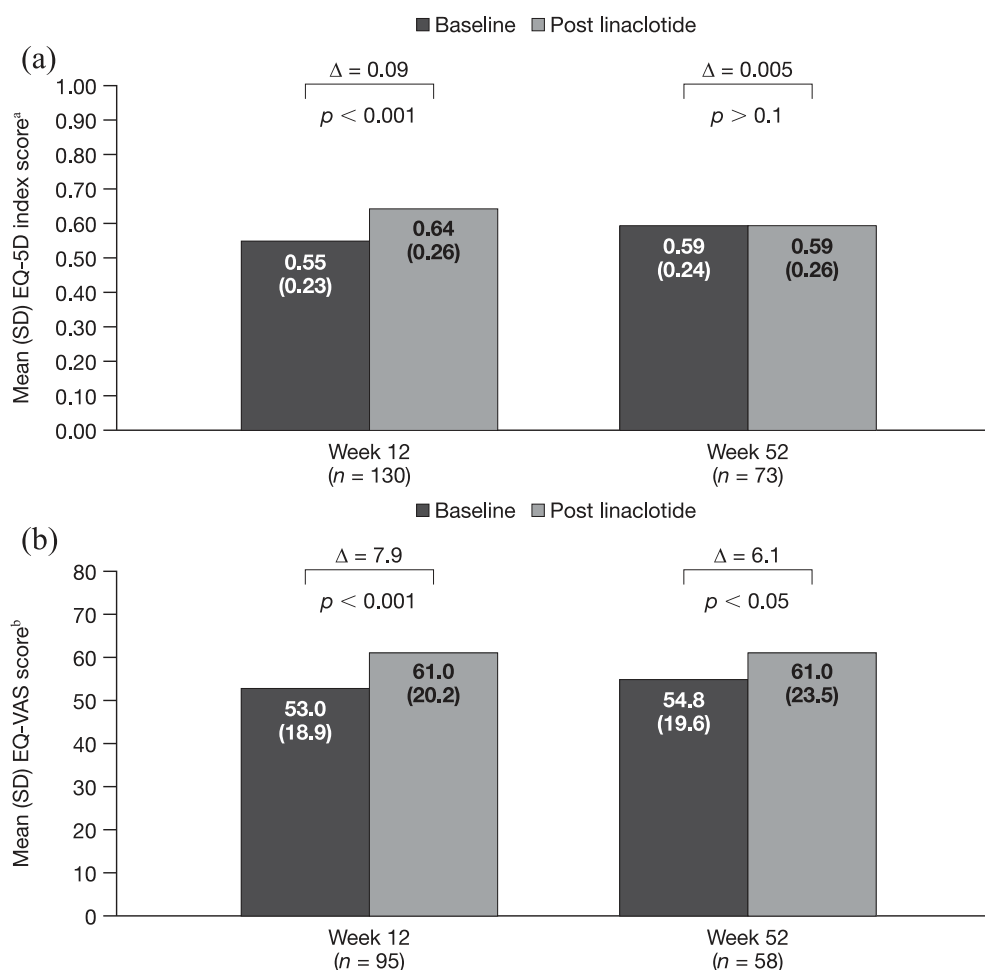 Baseline Post linaclotide
(a)
Δ = 0.09 Δ = 0.005
p < 0.001 p > 0.1
Mean (SD) EQ-5D index scoreᵃ
1.00
0.90
0.80
0.70
0.60
0.50
0.40
0.30
0.20
0.10
0.00
0.55
(0.23)
0.64
(0.26)
0.59
(0.24)
0.59
(0.26)
Week 12
(n = 130)
Week 52
(n = 73)
Baseline Post linaclotide
(b)
Δ = 7.9 Δ = 6.1
p < 0.001 p < 0.05
Mean (SD) EQ-VAS scoreᵇ
80
70
60
50
40
30
20
10
0
53.0
(18.9)
61.0
(20.2)
54.8
(19.6)
61.0
(23.5)
Week 12
(n = 95)
Week 52
(n = 58)